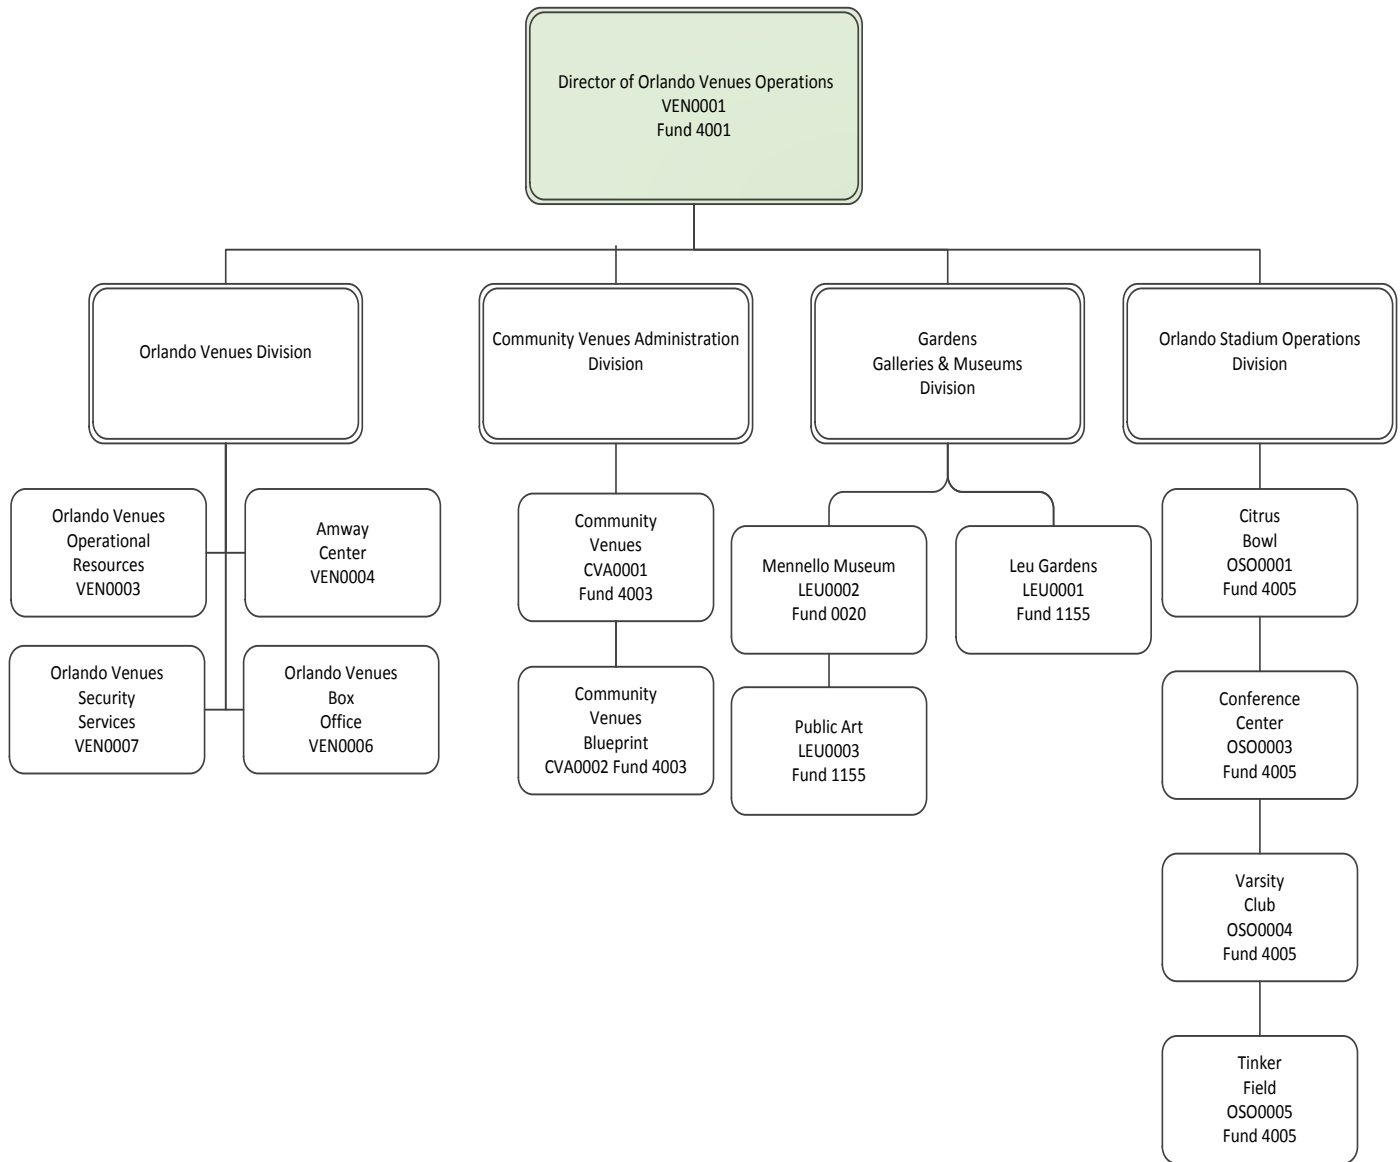 Director of Orlando Venues Operations
VEN0001
Fund 4001
Orlando Venues Division
Community Venues Administration
Division
Gardens
Galleries & Museums
Division
Orlando Stadium Operations
Division
Orlando Venues
Operational
Resources
VEN0003
Amway
Center
VEN0004
Orlando Venues
Security
Services
VEN0007
Orlando Venues
Box
Office
VEN0006
Community
Venues
CVA0001
Fund 4003
Community
Venues
Blueprint
CVA0002 Fund 4003
Mennello Museum
LEU0002
Fund 0020
Public Art
LEU0003
Fund 1155
Leu Gardens
LEU0001
Fund 1155
Citrus
Bowl
OSO0001
Fund 4005
Conference
Center
OSO0003
Fund 4005
Varsity
Club
OSO0004
Fund 4005
Tinker
Field
OSO0005
Fund 4005